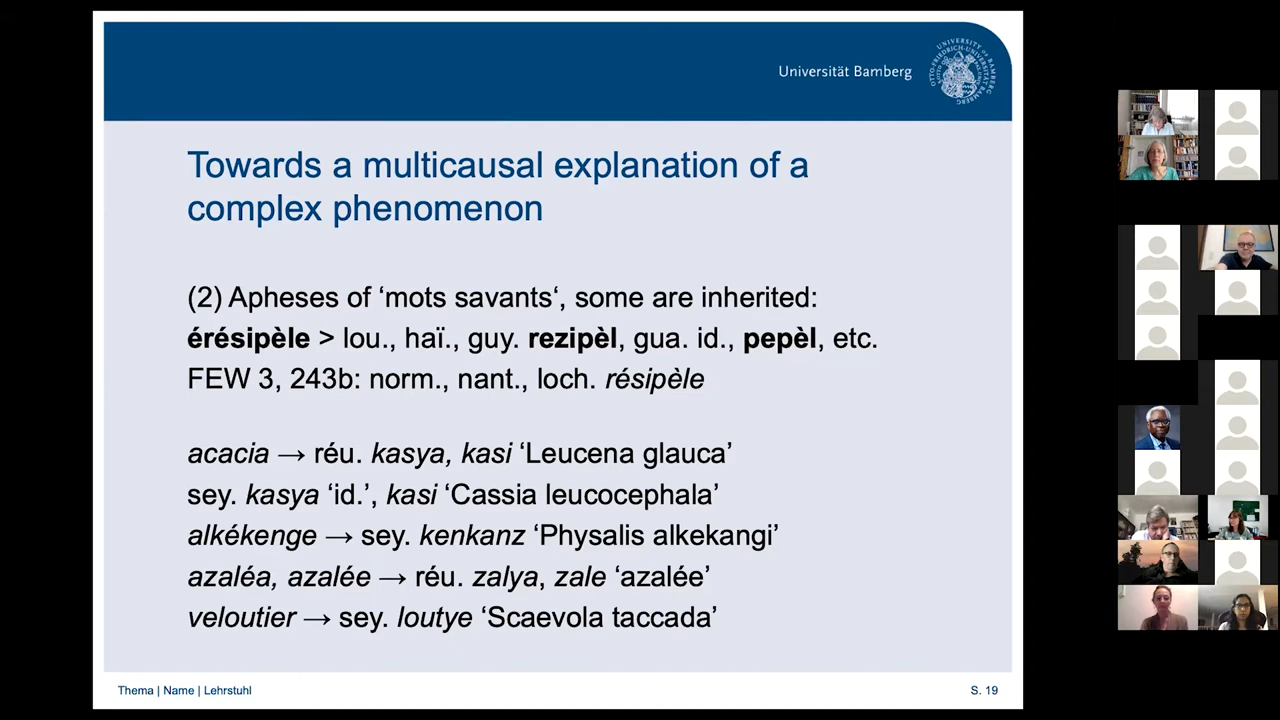 Universität Bamberg
Towards a multicausal explanation of a
complex phenomenon
(2) Apheses of ‘mots savants‘, some are inherited:
érésipèle > lou., haï., guy. rezipèl, gua. id., pepèl, etc.
FEW 3, 243b: norm., nant., loch. résipèle
acacia → réu. kasya, kasi ‘Leucena glauca’
sey. kasya ‘id.’, kasi ‘Cassia leucocephala’
alkékenge → sey. kenkanz ‘Physalis alkekangi’
azaléa, azalée → réu. zalya, zale ‘azalée’
veloutier → sey. loutye ‘Scaevola taccada’
Thema | Name | Lehrstuhl
S. 19